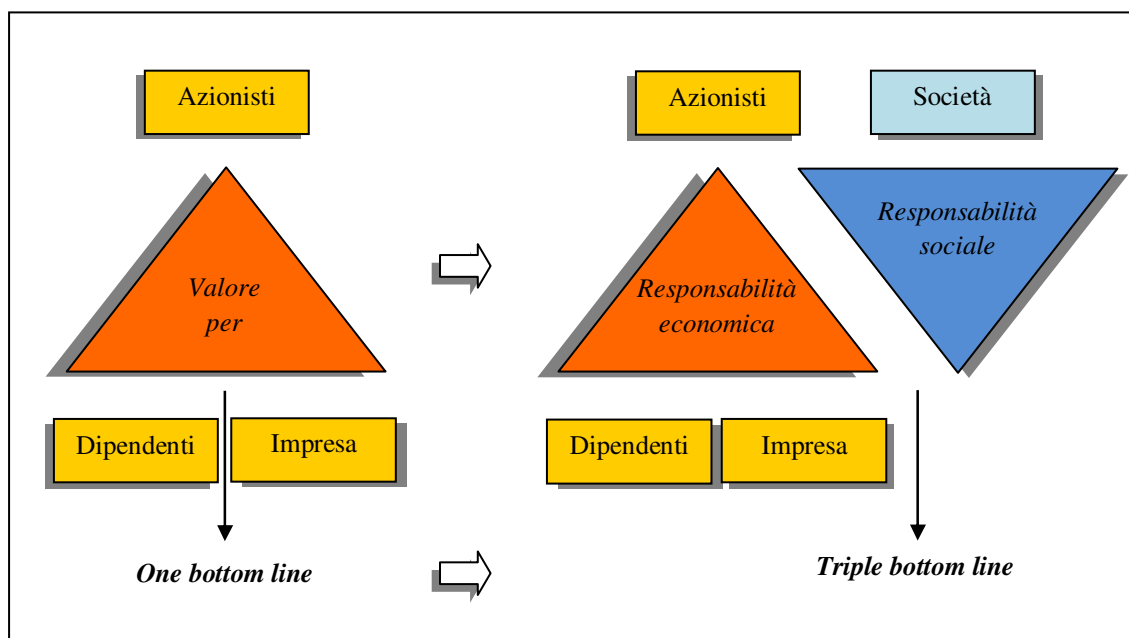 Azionisti
Azionisti
Società
Valore
per
Responsabilità
economica
Responsabilità
sociale
Dipendenti
Impresa
Dipendenti
Impresa
One bottom line
Triple bottom line